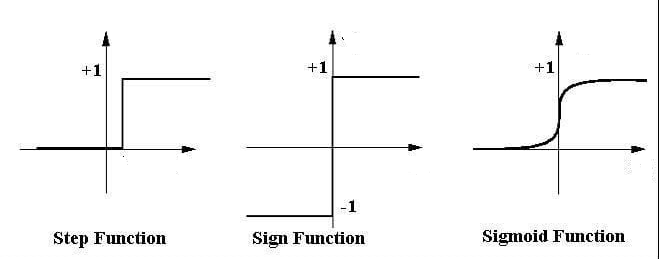 +1
+1
+1
-1
Step Function
Sign Function
Sigmoid Function